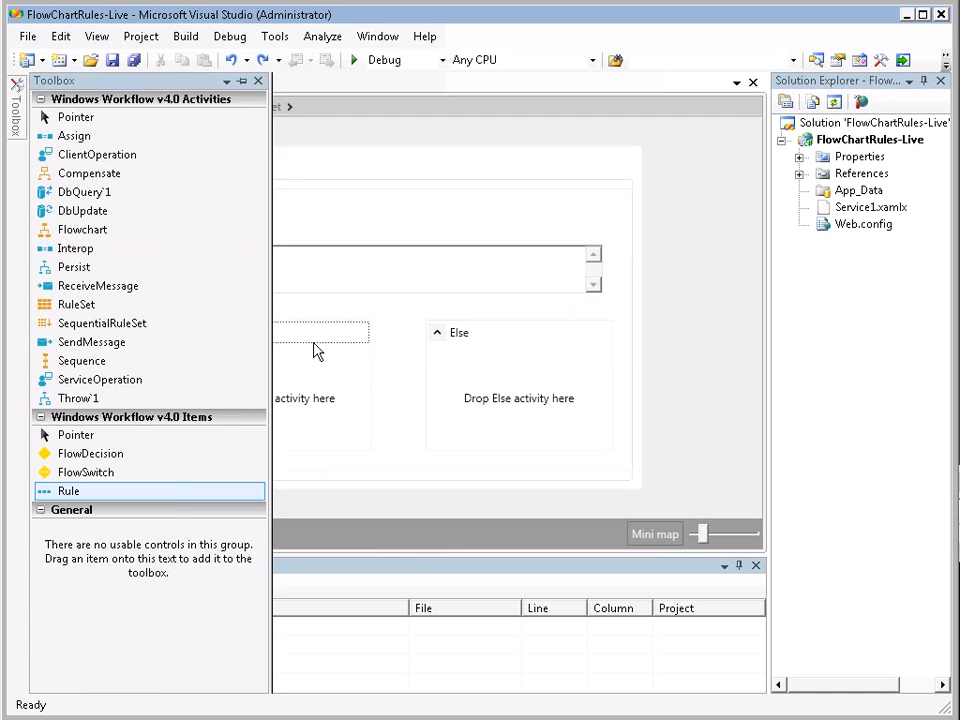 FlowChartRules-Live - Microsoft Visual Studio (Administrator)
File Edit View Project Build Debug Tools Analyze Window Help
Debug Any CPU
Toolbox
Toolbox
Windows Workflow v4.0 Activities
Pointer
Assign
ClientOperation
Compensate
DbQuery`1
DbUpdate
Flowchart
Interop
Persist
ReceiveMessage
RuleSet
SequentialRuleSet
SendMessage
Sequence
ServiceOperation
Throw`1
Windows Workflow v4.0 Items
Pointer
FlowDecision
FlowSwitch
Rule
General
There are no usable controls in this group.
Drag an item onto this text to add it to the
toolbox.
et
Else
activity here
Drop Else activity here
Mini map
File Line Column Project
Solution Explorer - Flow...
Solution 'FlowChartRules-Live'
FlowChartRules-Live
Properties
References
App_Data
Service1.xamlx
Web.config
Ready